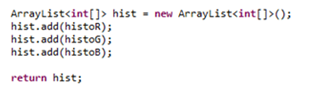 ArrayList<int[]> hist = new ArrayList<int[]>();
hist.add(histoR);
hist.add(histoG);
hist.add(histoB);
return hist;